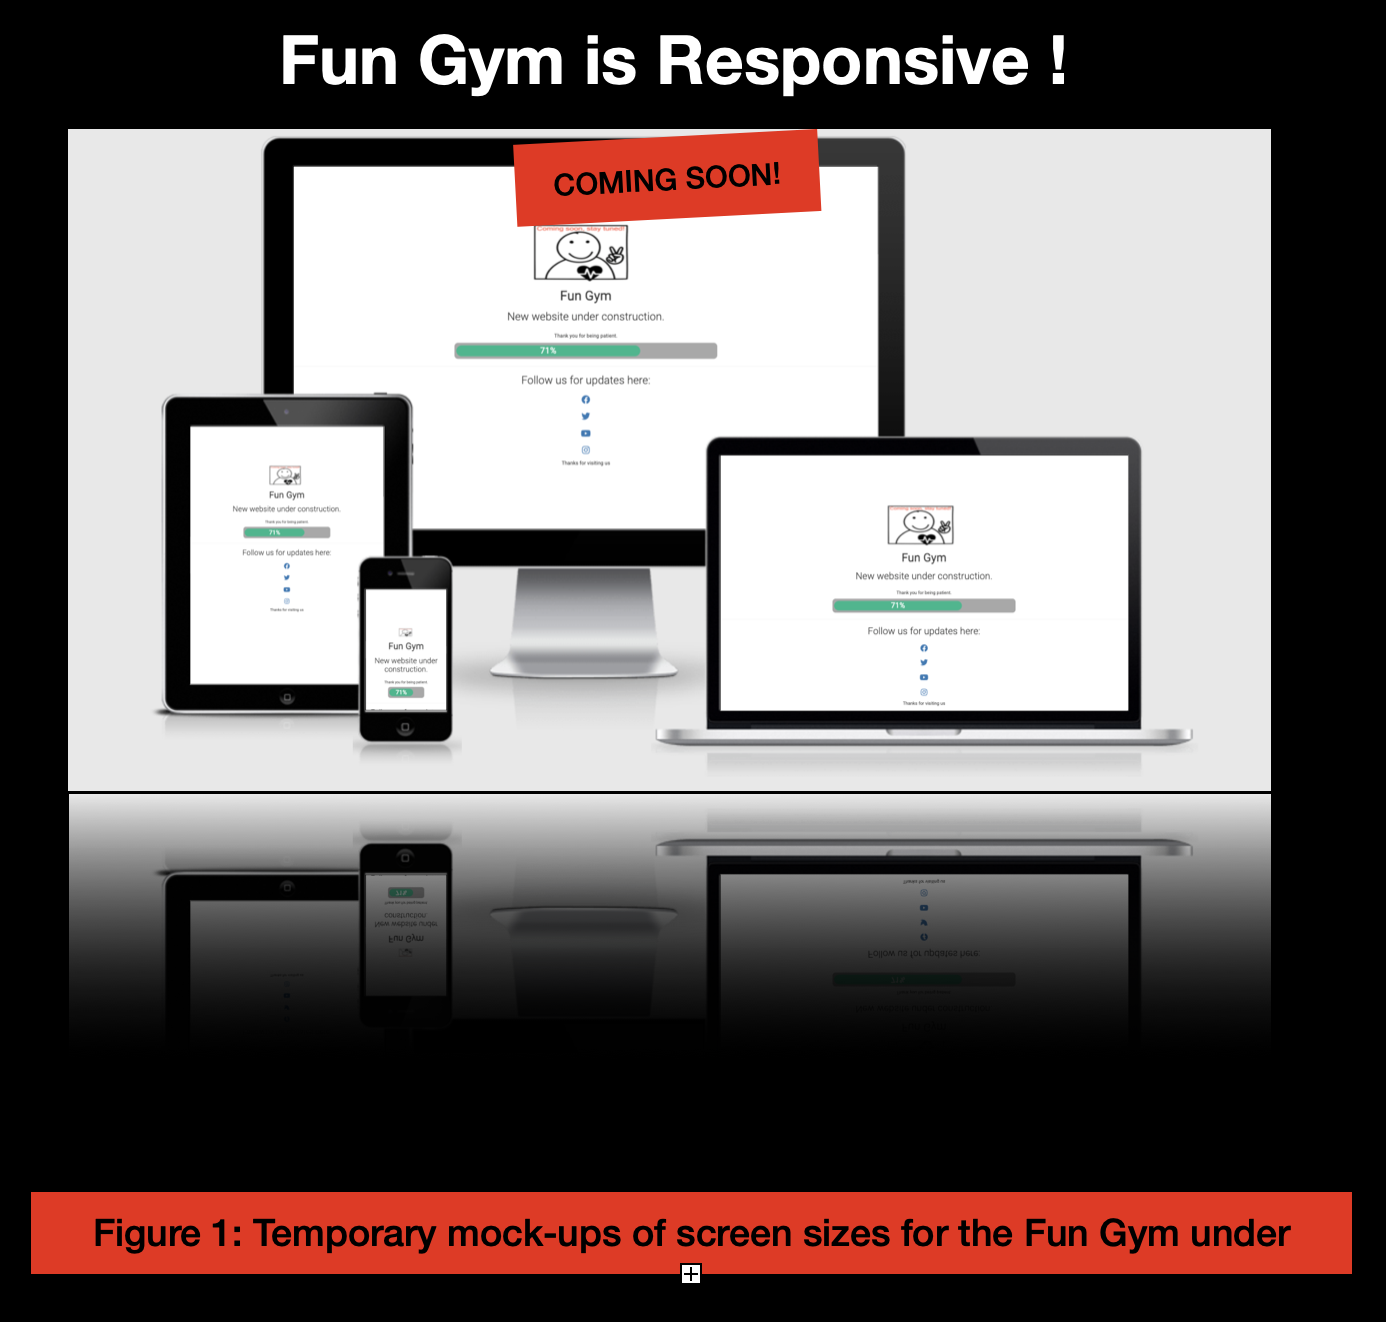 Fun Gym is Responsive !
COMING SOON!
Coming soon, stay tuned!
Fun Gym
New website under construction.
Thank you for being patient.
71%
Follow us for updates here:
Thanks for visiting us
Fun Gym
New website under construction.
Thank you for being patient.
71%
Follow us for updates here:
Thanks for visiting us
Fun Gym
New website under
construction.
Thank you for being patient
71%
Coming soon, stay tuned!
Fun Gym
New website under construction.
Thank you for being patient
71%
Follow us for updates here:
Thanks for visiting us
Figure 1: Temporary mock-ups of screen sizes for the Fun Gym under